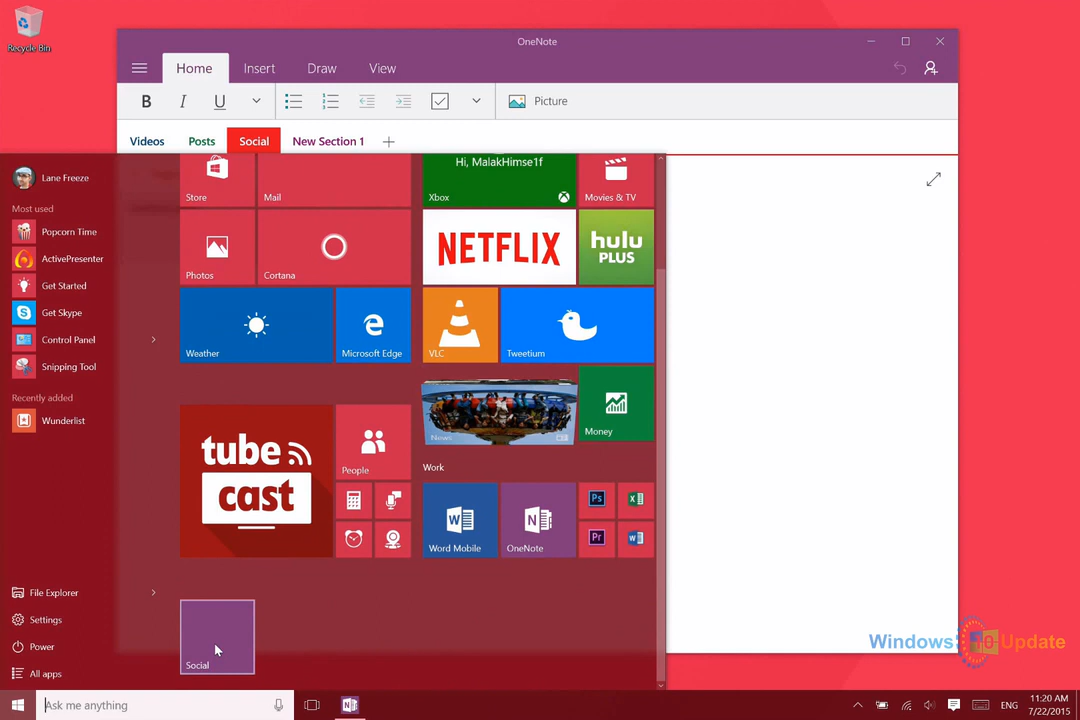 Recycle Bin
OneNote
Home Insert Draw View
B I U Picture
Videos Posts Social New Section 1
Lane Freeze
Most used
Popcorn Time
ActivePresenter
Get Started
Get Skype
Control Panel
Snipping Tool
Recently added
Wunderlist
File Explorer
Settings
Power
All apps
Store
Mail
Hi, MalakHimse1f
Xbox
Movies & TV
Photos
Cortana
NETFLIX
hulu
PLUS
Weather
Microsoft Edge
VLC
Tweetium
tube
cast
People
News
Money
Work
Word Mobile
OneNote
Ps
Pr
Social
Windows 10 Update
Ask me anything
ENG
11:20 AM
7/22/2015